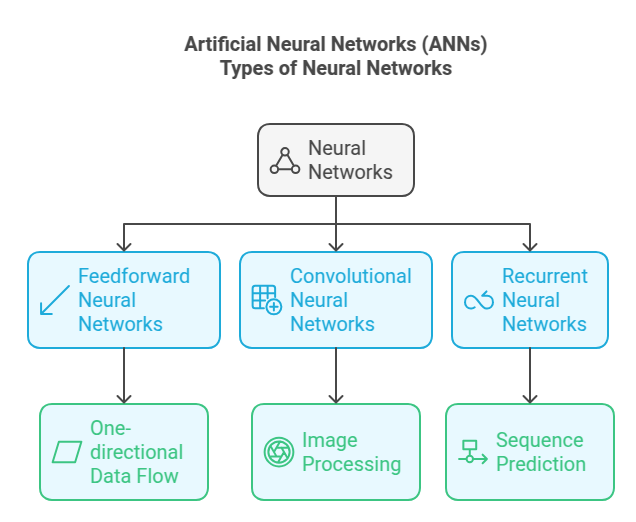 Artificial Neural Networks (ANNs)
Types of Neural Networks
Neural
Networks
Feedforward
Neural
Networks
Convolutional
Neural
Networks
Recurrent
Neural
Networks
One-
directional
Data Flow
Image
Processing
Sequence
Prediction